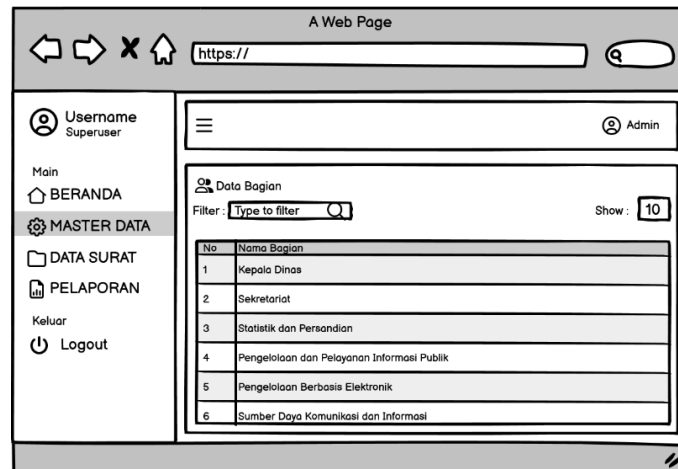 A Web Page
https://
Username
Superuser
Main
BERANDA
MASTER DATA
DATA SURAT
PELAPORAN
Keluar
Logout
Admin
Data Bagian
Filter : Type to filter
Show : 10
No Nama Bagian
1 Kepala Dinas
2 Sekretariat
3 Statistik dan Persandian
4 Pengelolaan dan Pelayanan Informasi Publik
5 Pengelolaan Berbasis Elektronik
6 Sumber Daya Komunikasi dan Informasi